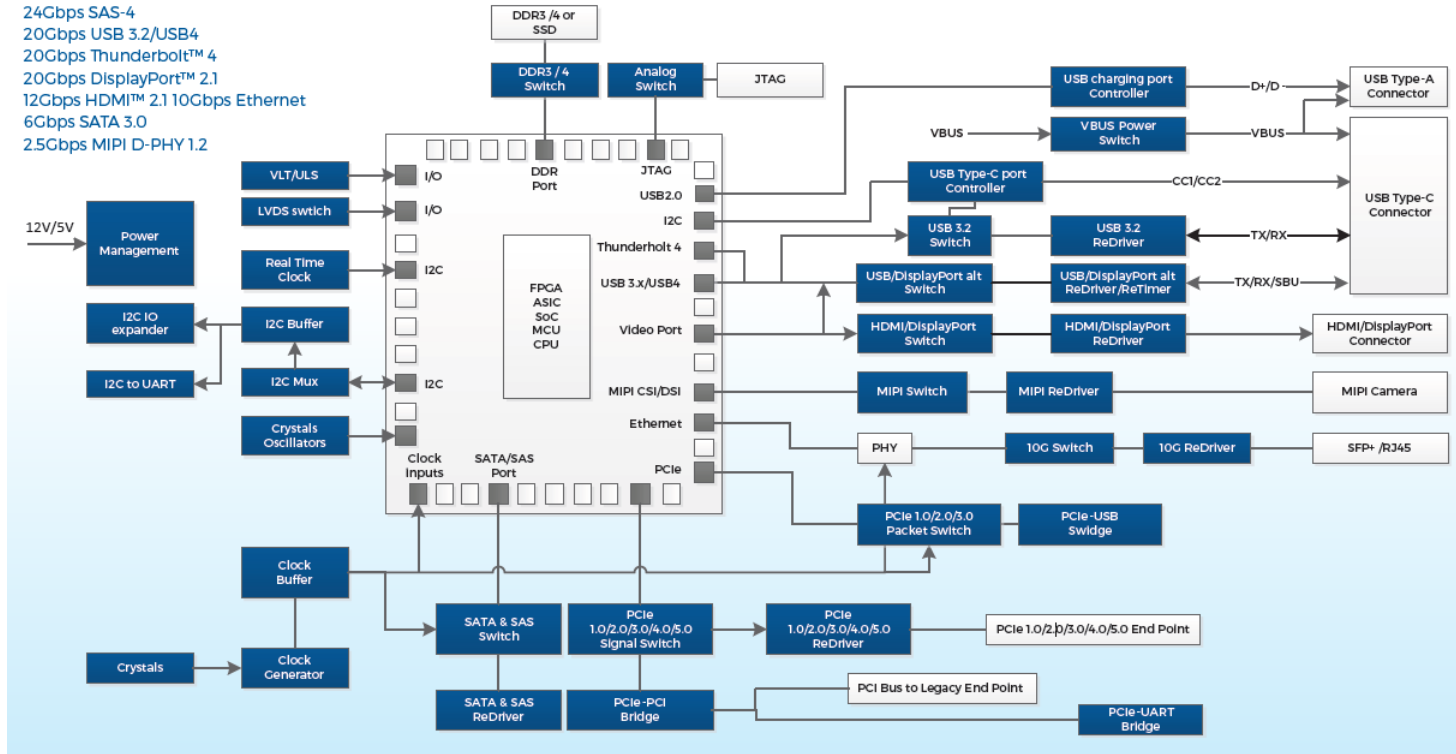 24Gbps SAS-4
20Gbps USB 3.2/USB4
20Gbps Thunderbolt™ 4
20Gbps DisplayPort™ 2.1
12Gbps HDMI™ 2.1 10Gbps Ethernet
6Gbps SATA 3.0
2.5Gbps MIPI D-PHY 1.2
DDR3 /4 or
SSD
DDR3 / 4
Switch
Analog
Switch
JTAG
USB charging port
Controller
D+/D -
USB Type-A
Connector
VBUS
VBUS Power
Switch
VBUS
USB Type-C port
Controller
CC1/CC2
USB Type-C
Connector
USB 3.2
Switch
USB 3.2
ReDriver
TX/RX
USB/DisplayPort alt
Switch
USB/DisplayPort alt
ReDriver/ReTimer
TX/RX/SBU
HDMI/DisplayPort
Switch
HDMI/DisplayPort
ReDriver
HDMI/DisplayPort
Connector
MIPI Switch
MIPI ReDriver
MIPI Camera
PHY
10G Switch
10G ReDriver
SFP+ /RJ45
PCIe 1.0/2.0/3.0
Packet Switch
PCIe-USB
Swidge
DDR
Port
JTAG
USB2.0
I2C
Thunderholt 4
USB 3.x/USB4
Video Port
MIPI CSI/DSI
Ethernet
PCIe
I/O
I/O
I2C
I2C
Clock
Inputs
SATA/SAS
Port
FPGA
ASIC
SoC
MCU
CPU
VLT/ULS
LVDS swtich
12V/5V
Power
Management
Real Time
Clock
I2C IO
expander
I2C Buffer
I2C to UART
I2C Mux
Crystals
Oscillators
Clock
Buffer
Crystals
Clock
Generator
SATA & SAS
Switch
SATA & SAS
ReDriver
PCIe
1.0/2.0/3.0/4.0/5.0
Signal Switch
PCIe
1.0/2.0/3.0/4.0/5.0
ReDriver
PCIe 1.0/2.0/3.0/4.0/5.0 End Point
PCIe-PCI
Bridge
PCI Bus to Legacy End Point
PCIe-UART
Bridge